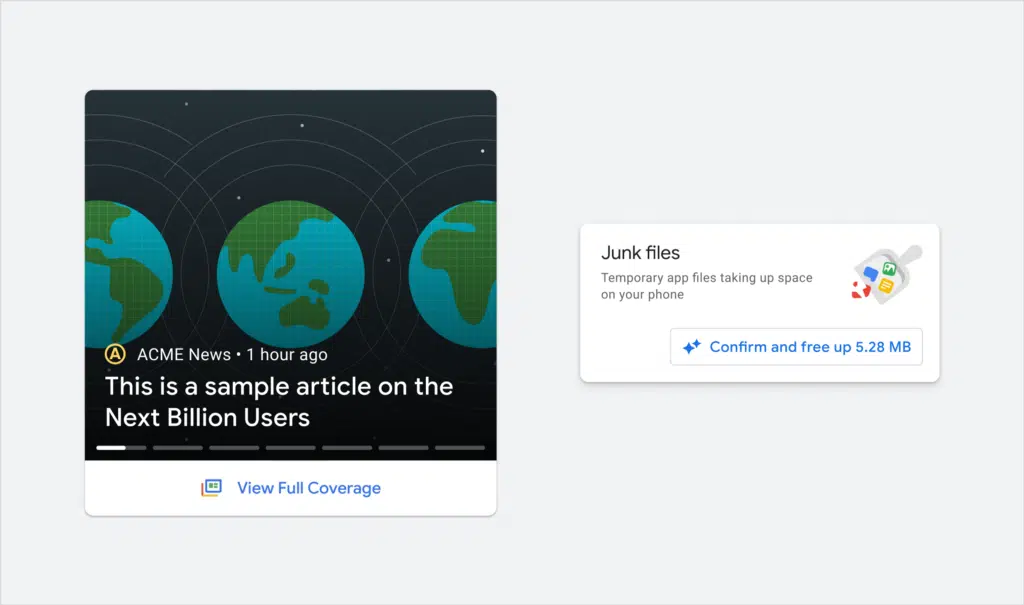 A ACME News • 1 hour ago
This is a sample article on the
Next Billion Users
View Full Coverage
Junk files
Temporary app files taking up space
on your phone
Confirm and free up 5.28 MB